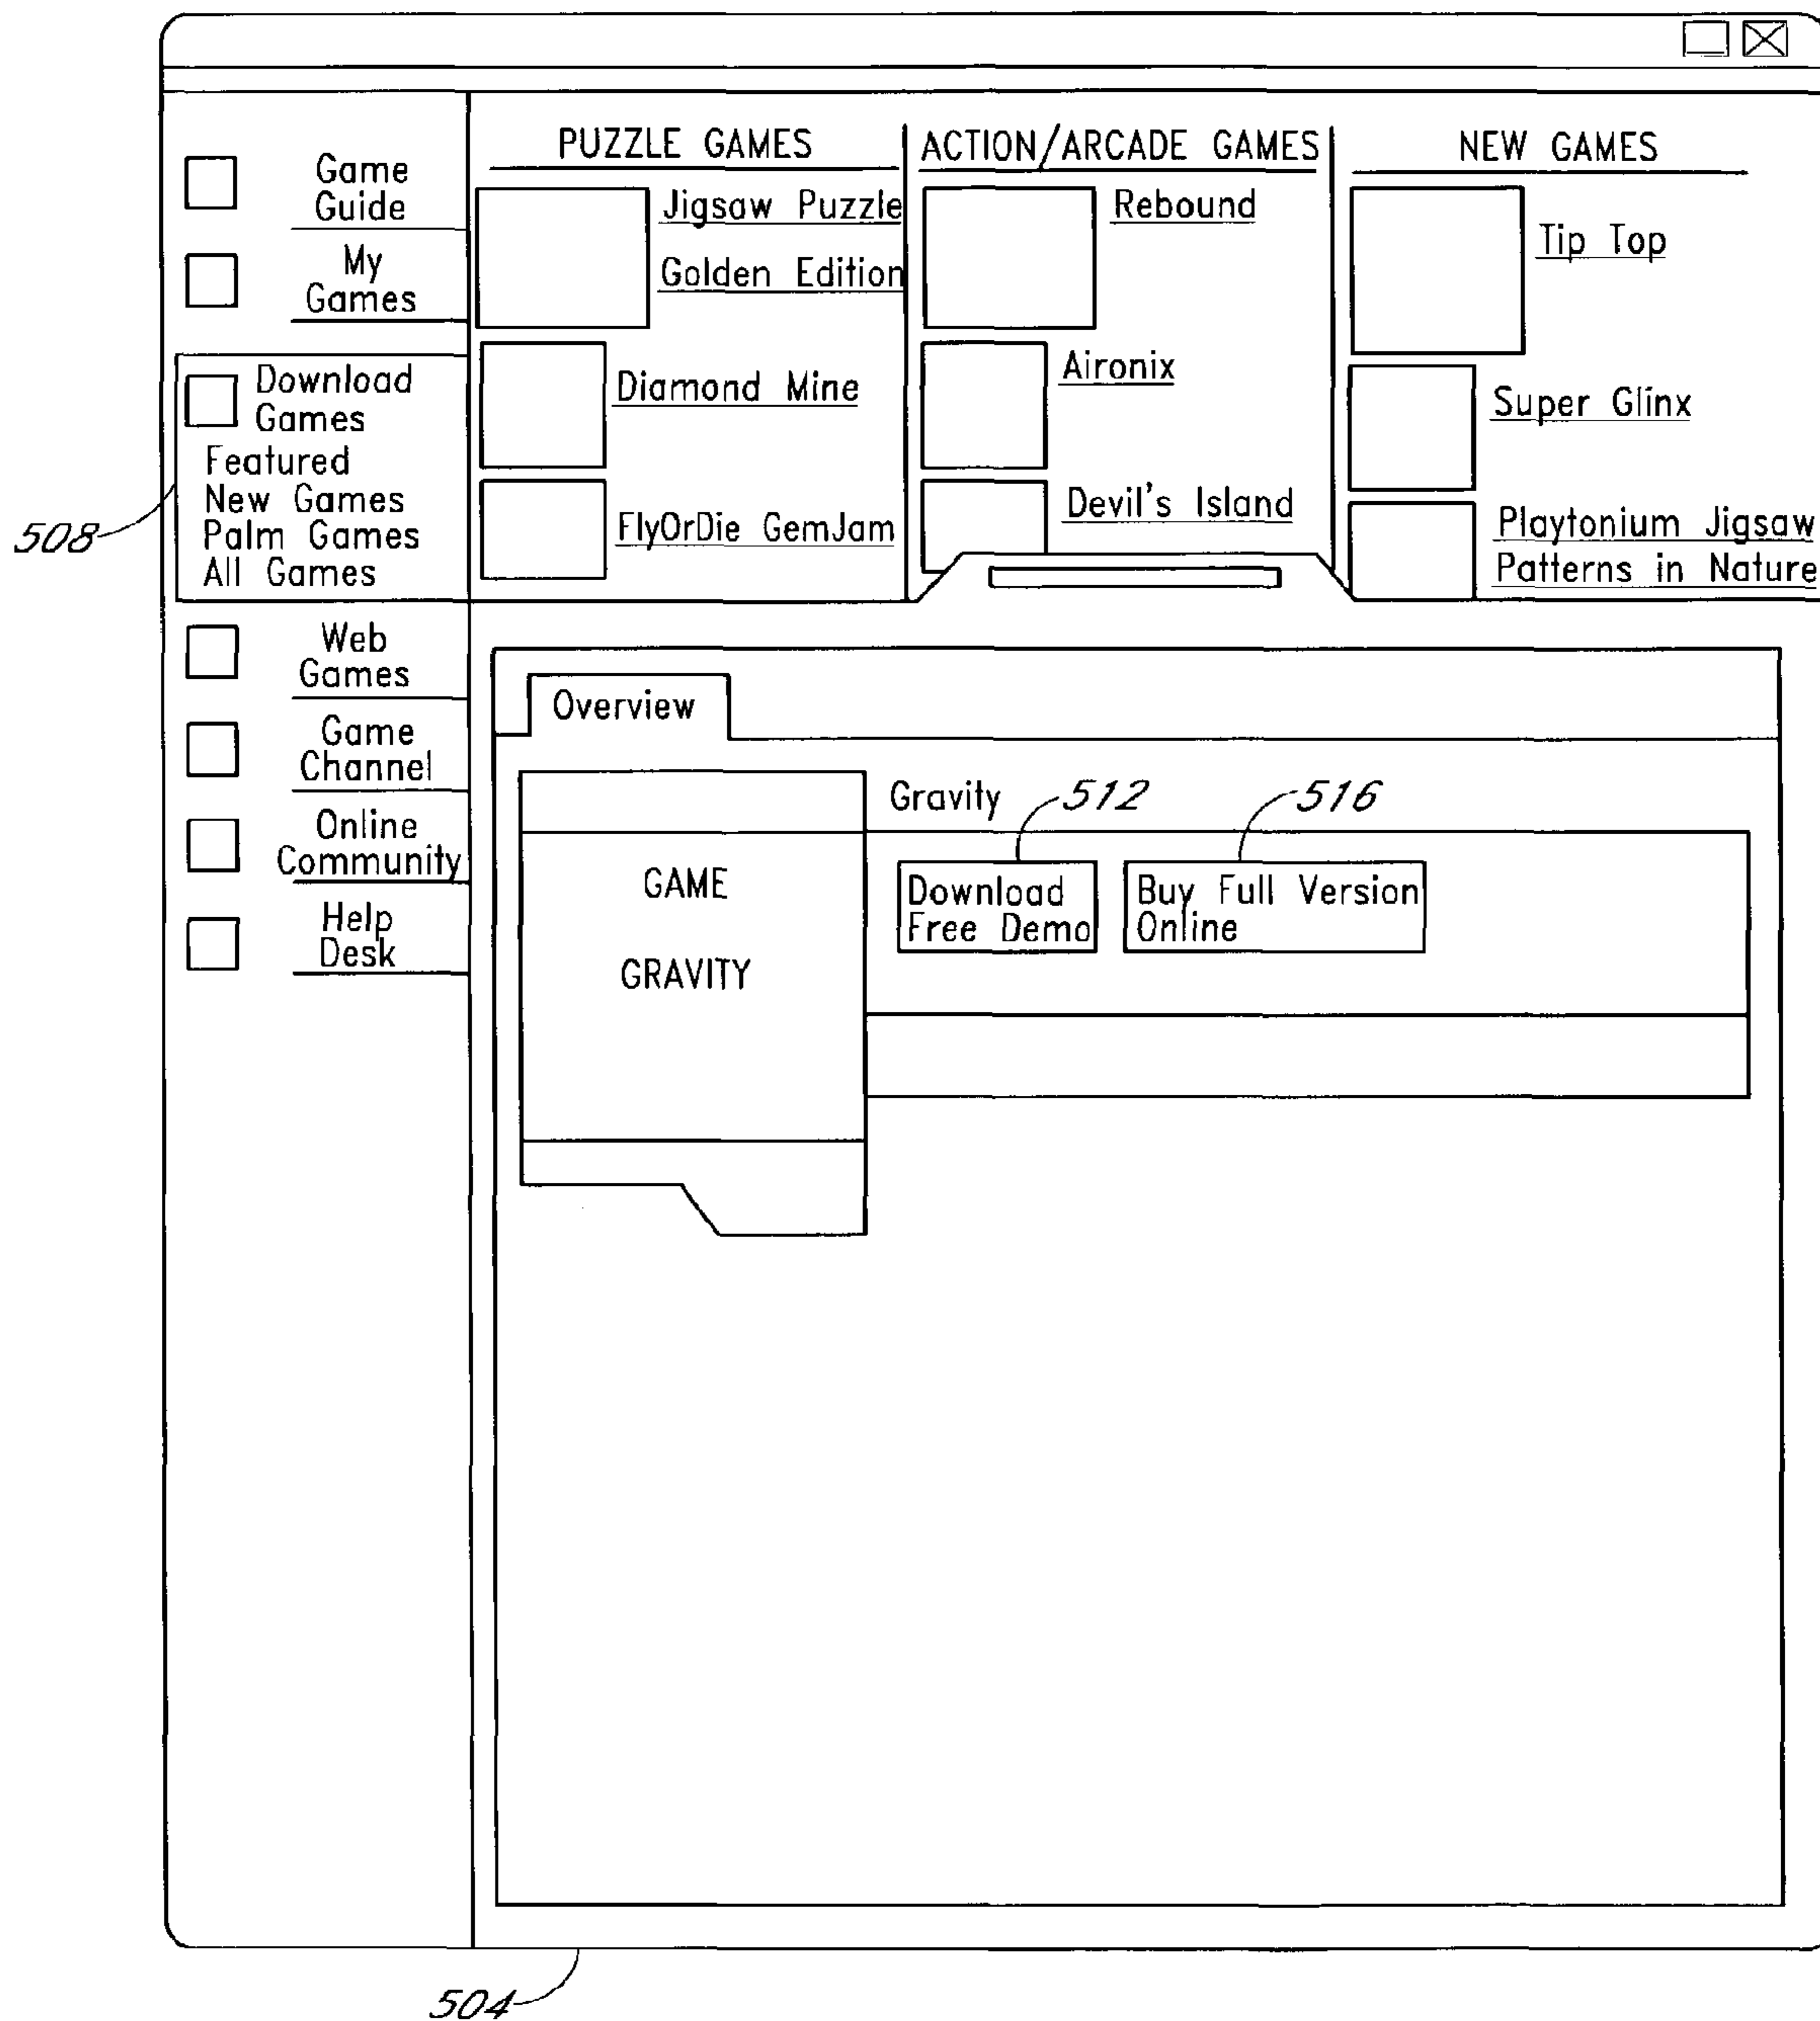 Game
Guide
My
Games
Download
Games
Featured
New Games
Palm Games
All Games
508
Web
Games
Game
Channel
Online
Community
Help
Desk
PUZZLE GAMES
Jigsaw Puzzle
Golden Edition
Diamond Mine
FlyOrDie GemJam
ACTION/ARCADE GAMES
Rebound
Aironix
Devil's Island
NEW GAMES
Tip Top
Super Glinx
Playtonium Jigsaw
Patterns in Nature
Overview
GAME
GRAVITY
Gravity
512
516
Download
Free Demo
Buy Full Version
Online
504